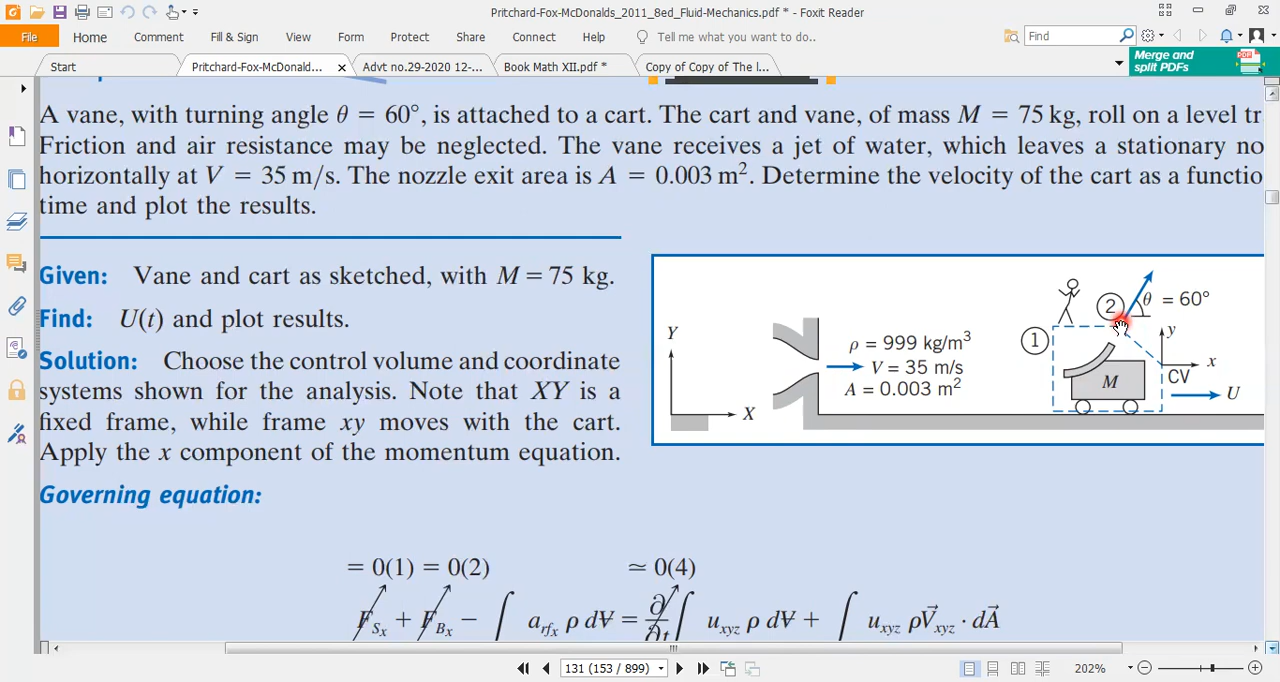 Pritchard-Fox-McDonalds_2011_8ed_Fluid-Mechanics.pdf * - Foxit Reader
File Home Comment Fill & Sign View Form Protect Share Connect Help Tell me what you want to do.. Find
Start Pritchard-Fox-McDonald... Advt no.29-2020 12-... Book Math XII.pdf * Copy of Copy of The l... Merge and split PDFs
A vane, with turning angle θ = 60°, is attached to a cart. The cart and vane, of mass M = 75 kg, roll on a level tr
Friction and air resistance may be neglected. The vane receives a jet of water, which leaves a stationary no
horizontally at V = 35 m/s. The nozzle exit area is A = 0.003 m². Determine the velocity of the cart as a functio
time and plot the results.
Given: Vane and cart as sketched, with M = 75 kg.
Find: U(t) and plot results.
Solution: Choose the control volume and coordinate
systems shown for the analysis. Note that XY is a
fixed frame, while frame xy moves with the cart.
Apply the x component of the momentum equation.
Y
X
ρ = 999 kg/m³
V = 35 m/s
A = 0.003 m²
1
2
θ = 60°
y
x
CV
M
U
Governing equation:
= 0(1) = 0(2) ≃ 0(4)
F_Sx + F_Bx − ∫ a_rfx ρ dV = ∂/∂t ∫ u_xyz ρ dV + ∫ u_xyz ρV⃗_xyz · dA⃗
131 (153 / 899) 202%